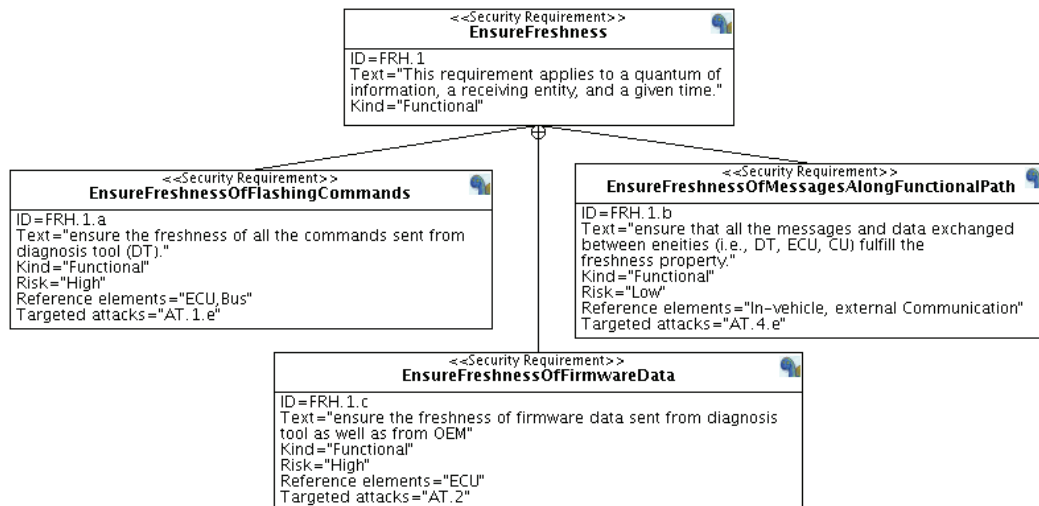 <<Security Requirement>>
EnsureFreshness
ID=FRH.1
Text="This requirement applies to a quantum of
information, a receiving entity, and a given time."
Kind="Functional"
<<Security Requirement>>
EnsureFreshnessOfFlashingCommands
ID=FRH.1.a
Text="ensure the freshness of all the commands sent from
diagnosis tool (DT)."
Kind="Functional"
Risk="High"
Reference elements="ECU,Bus"
Targeted attacks="AT.1.e"
<<Security Requirement>>
EnsureFreshnessOfMessagesAlongFunctionalPath
ID=FRH.1.b
Text="ensure that all the messages and data exchanged
between eneities (i.e., DT, ECU, CU) fulfill the
freshness property."
Kind="Functional"
Risk="Low"
Reference elements="In-vehicle, external Communication"
Targeted attacks="AT.4.e"
<<Security Requirement>>
EnsureFreshnessOfFirmwareData
ID=FRH.1.c
Text="ensure the freshness of firmware data sent from diagnosis
tool as well as from OEM"
Kind="Functional"
Risk="High"
Reference elements="ECU"
Targeted attacks="AT.2"